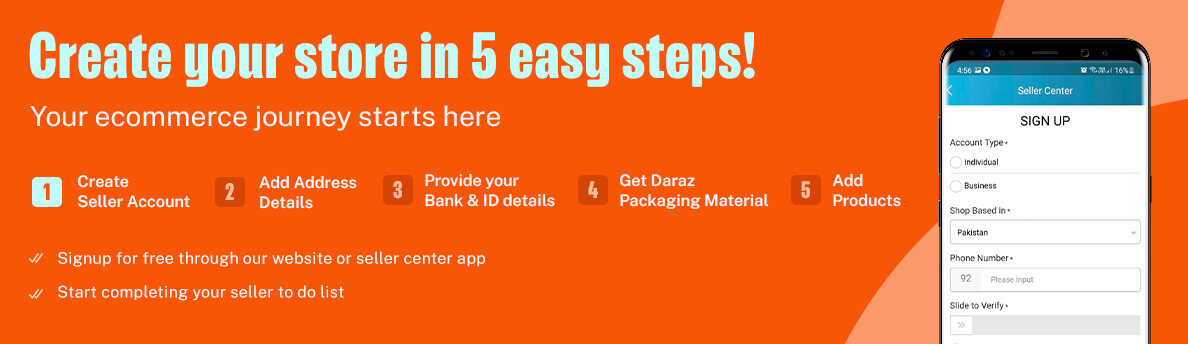 Create your store in 5 easy steps!
Your ecommerce journey starts here
1
Create
Seller Account
2
Add Address
Details
3
Provide your
Bank & ID details
4
Get Daraz
Packaging Material
5
Add
Products
Signup for free through our website or seller center app
Start completing your seller to do list
4:56
16%
Seller Center
SIGN UP
Account Type *
Individual
Business
Shop Based in *
Pakistan
Phone Number *
92 Please input
Slide to Verify *